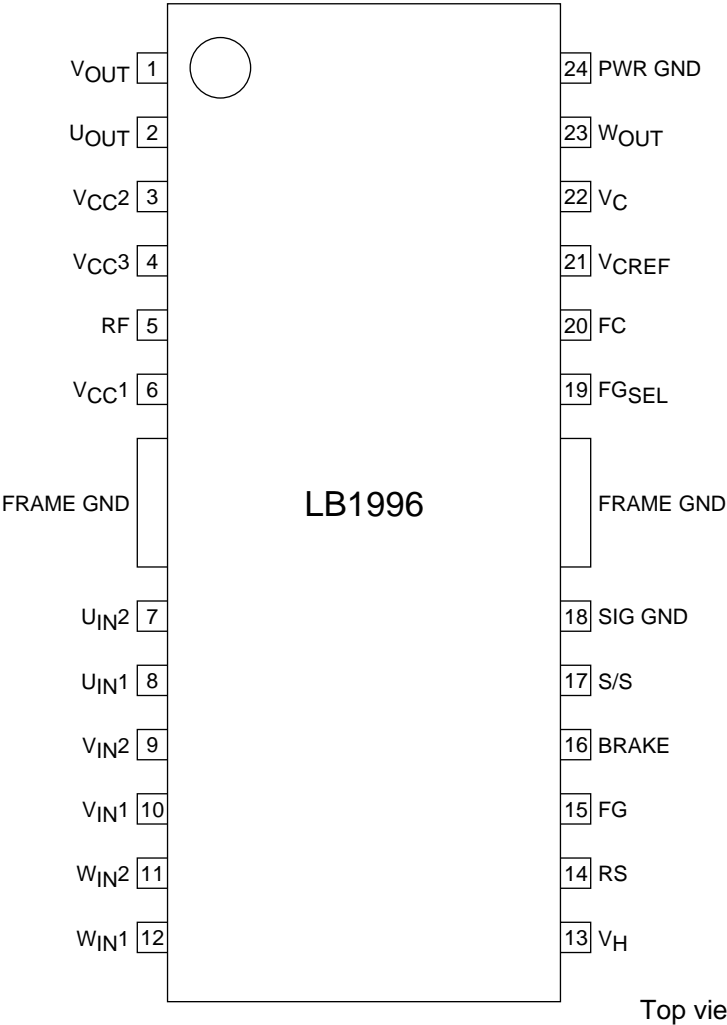 VOUT 1
24 PWR GND
UOUT 2
23 WOUT
VCC2 3
22 VC
VCC3 4
21 VCREF
RF 5
20 FC
VCC1 6
19 FGSEL
FRAME GND
LB1996
FRAME GND
UIN2 7
18 SIG GND
UIN1 8
17 S/S
VIN2 9
16 BRAKE
VIN1 10
15 FG
WIN2 11
14 RS
WIN1 12
13 VH
Top vie